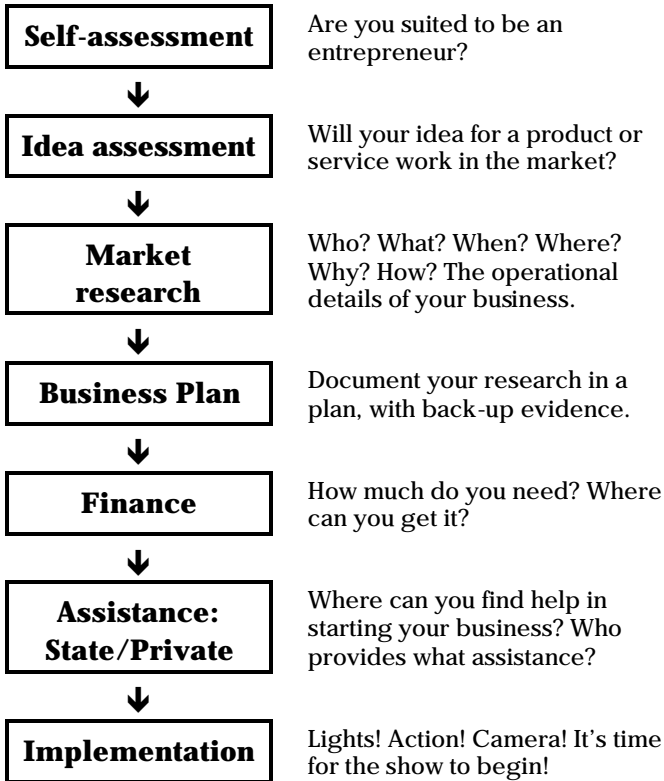 Self-assessment
Are you suited to be an
entrepreneur?
Idea assessment
Will your idea for a product or
service work in the market?
Market
research
Who? What? When? Where?
Why? How? The operational
details of your business.
Business Plan
Document your research in a
plan, with back-up evidence.
Finance
How much do you need? Where
can you get it?
Assistance:
State/Private
Where can you find help in
starting your business? Who
provides what assistance?
Implementation
Lights! Action! Camera! It's time
for the show to begin!